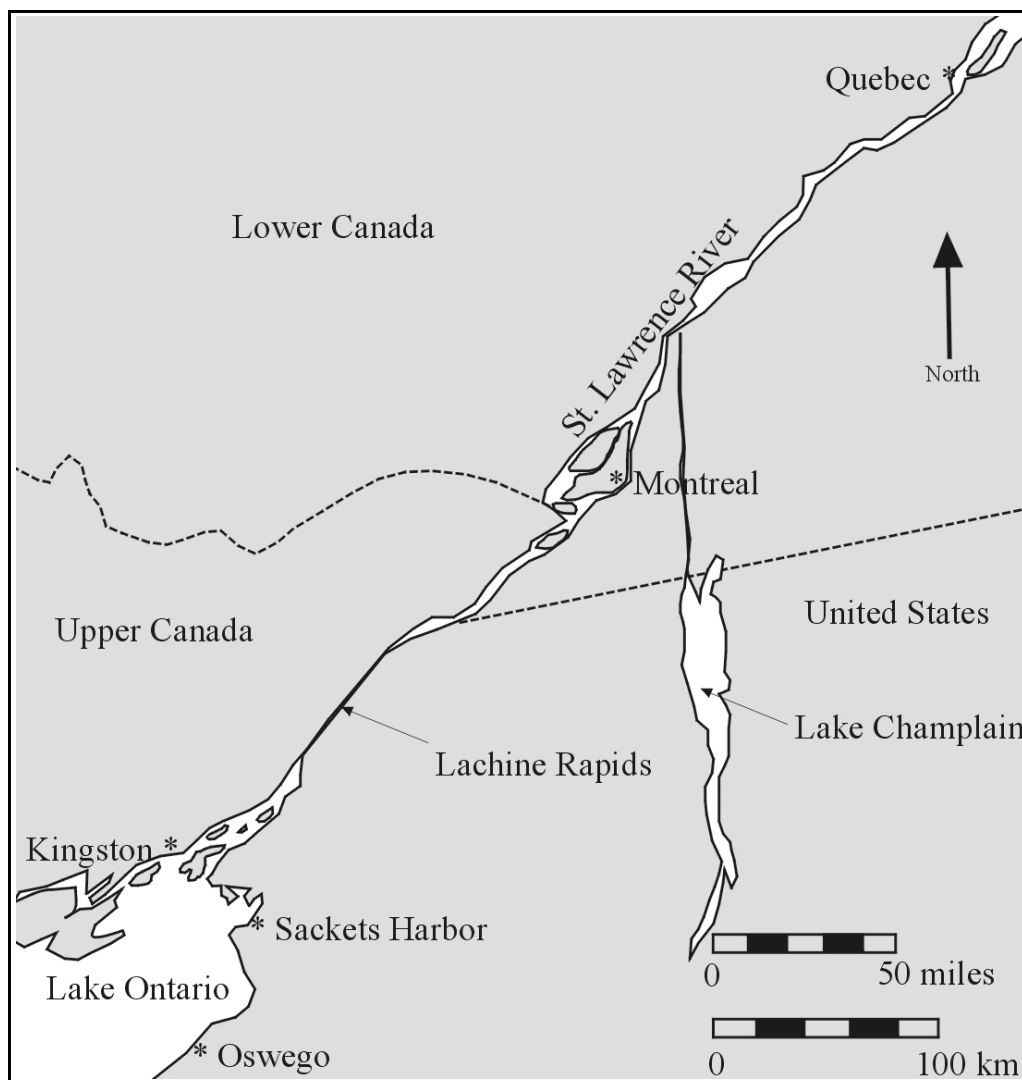 Quebec *
Lower Canada
St. Lawrence River
North
* Montreal
United States
Upper Canada
Lake Champlain
Lachine Rapids
Kingston *
* Sackets Harbor
Lake Ontario
0 50 miles
* Oswego
0 100 km